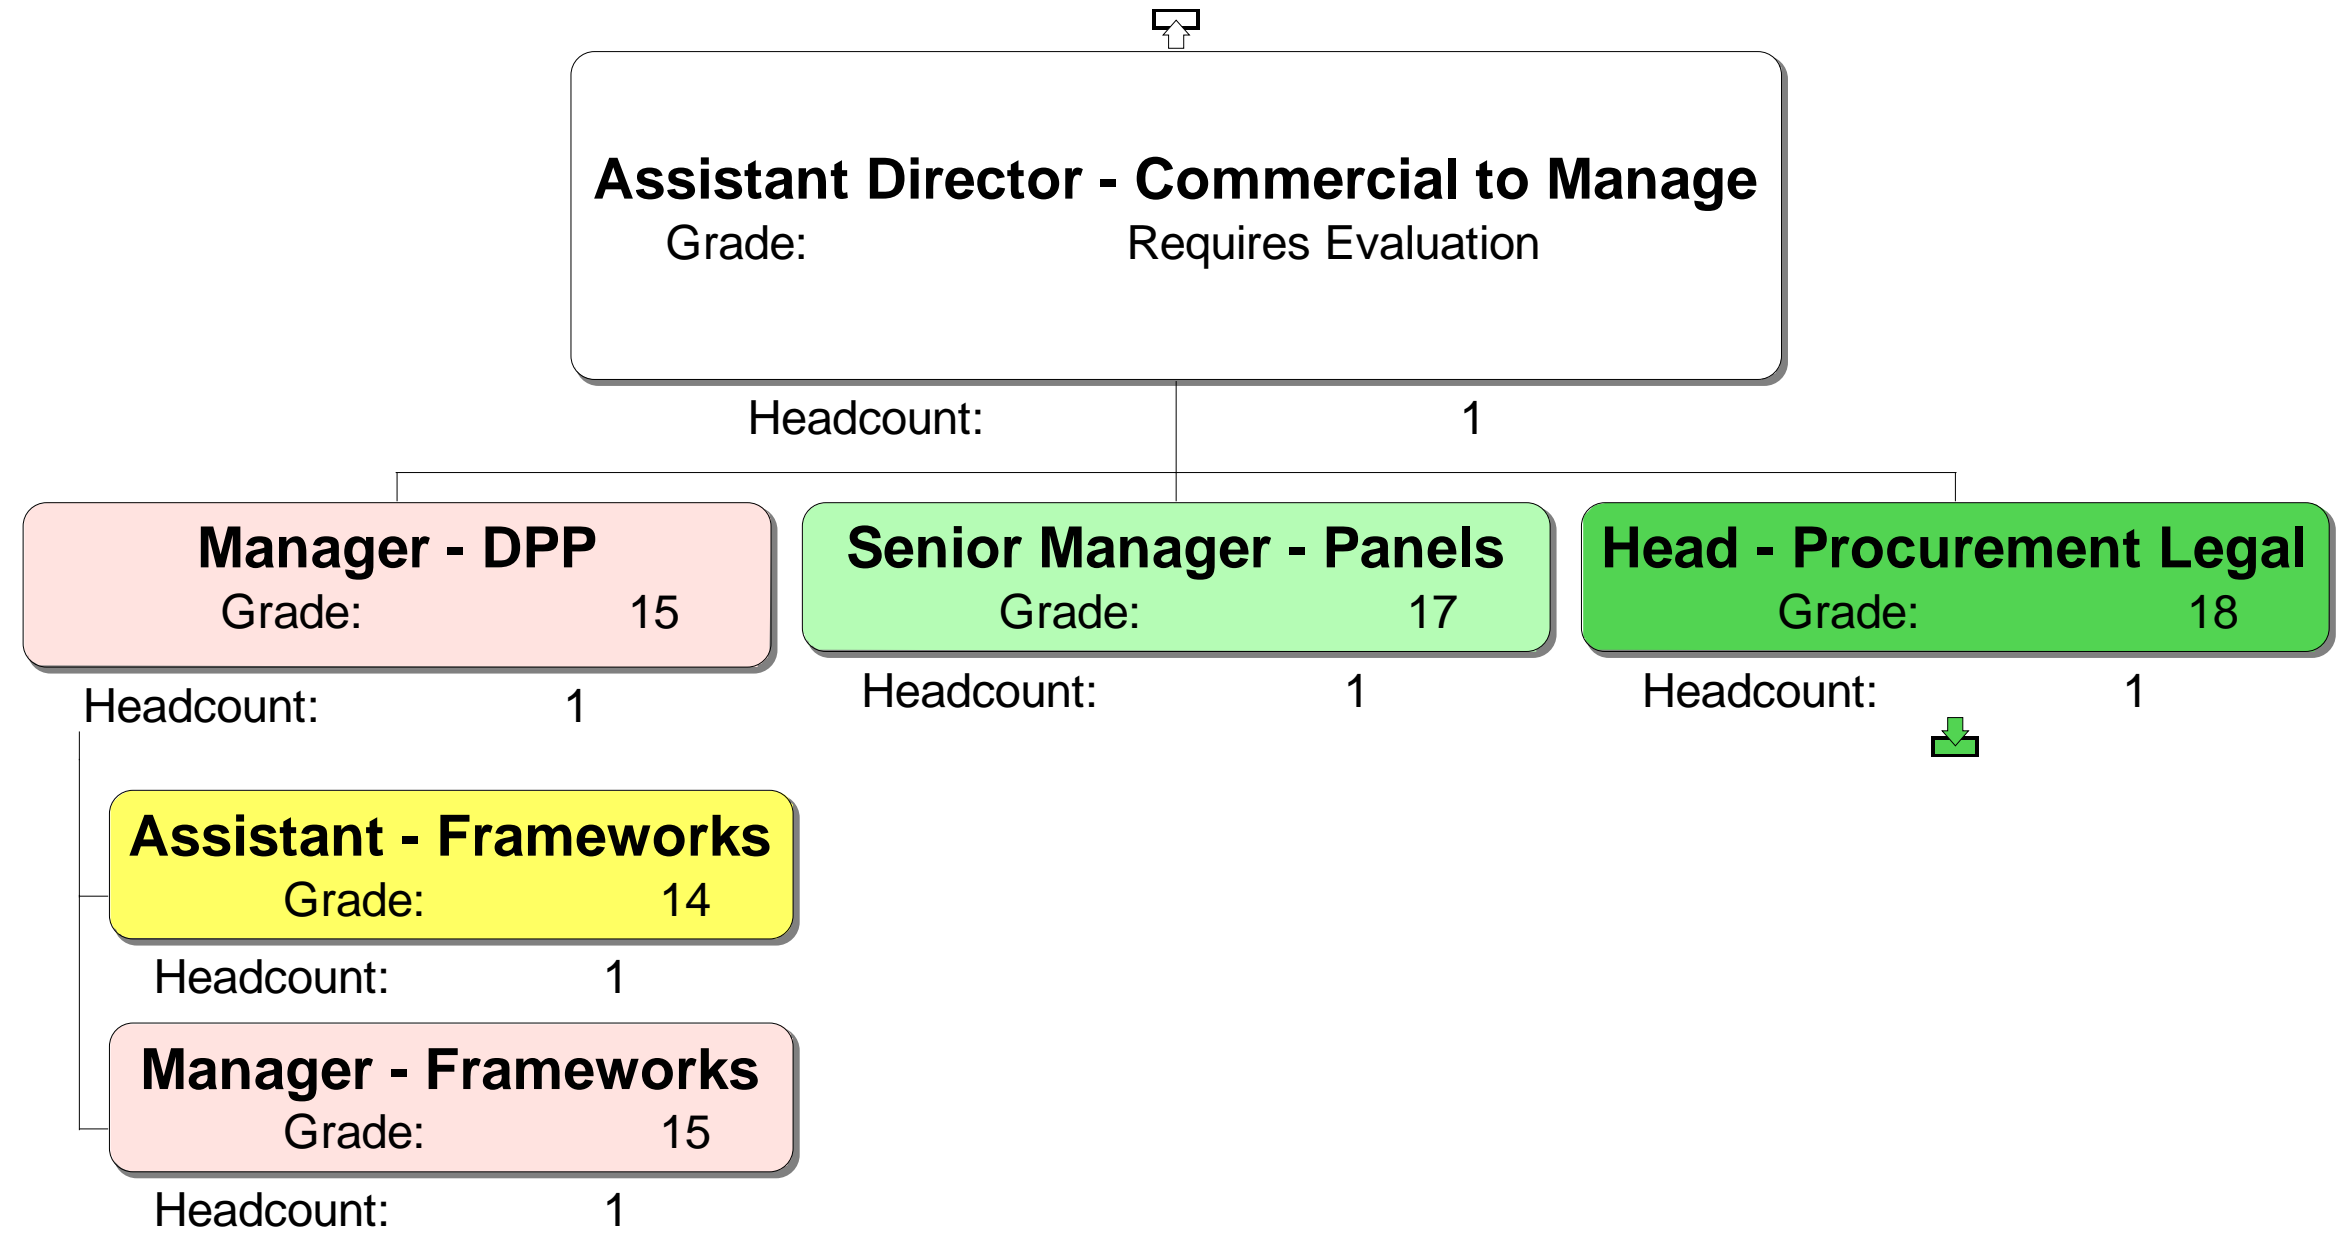 Assistant Director - Commercial to Manage
Grade: Requires Evaluation
Headcount: 1
Manager - DPP
Grade: 15
Headcount: 1
Senior Manager - Panels
Grade: 17
Headcount: 1
Head - Procurement Legal
Grade: 18
Headcount: 1
Assistant - Frameworks
Grade: 14
Headcount: 1
Manager - Frameworks
Grade: 15
Headcount: 1